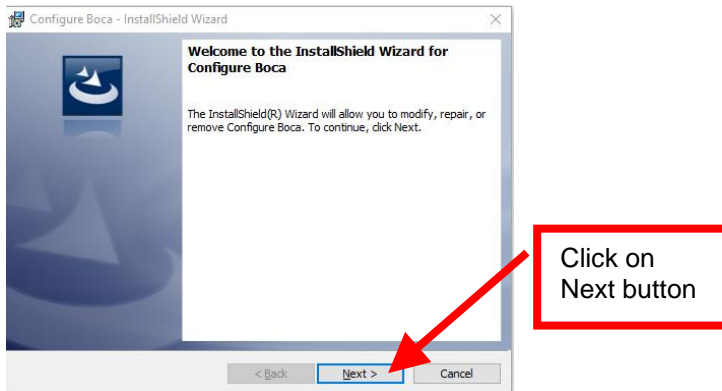 Configure Boca - InstallShield Wizard
Welcome to the InstallShield Wizard for
Configure Boca
The InstallShield(R) Wizard will allow you to modify, repair, or
remove Configure Boca. To continue, click Next.
Click on
Next button
< Back
Next >
Cancel